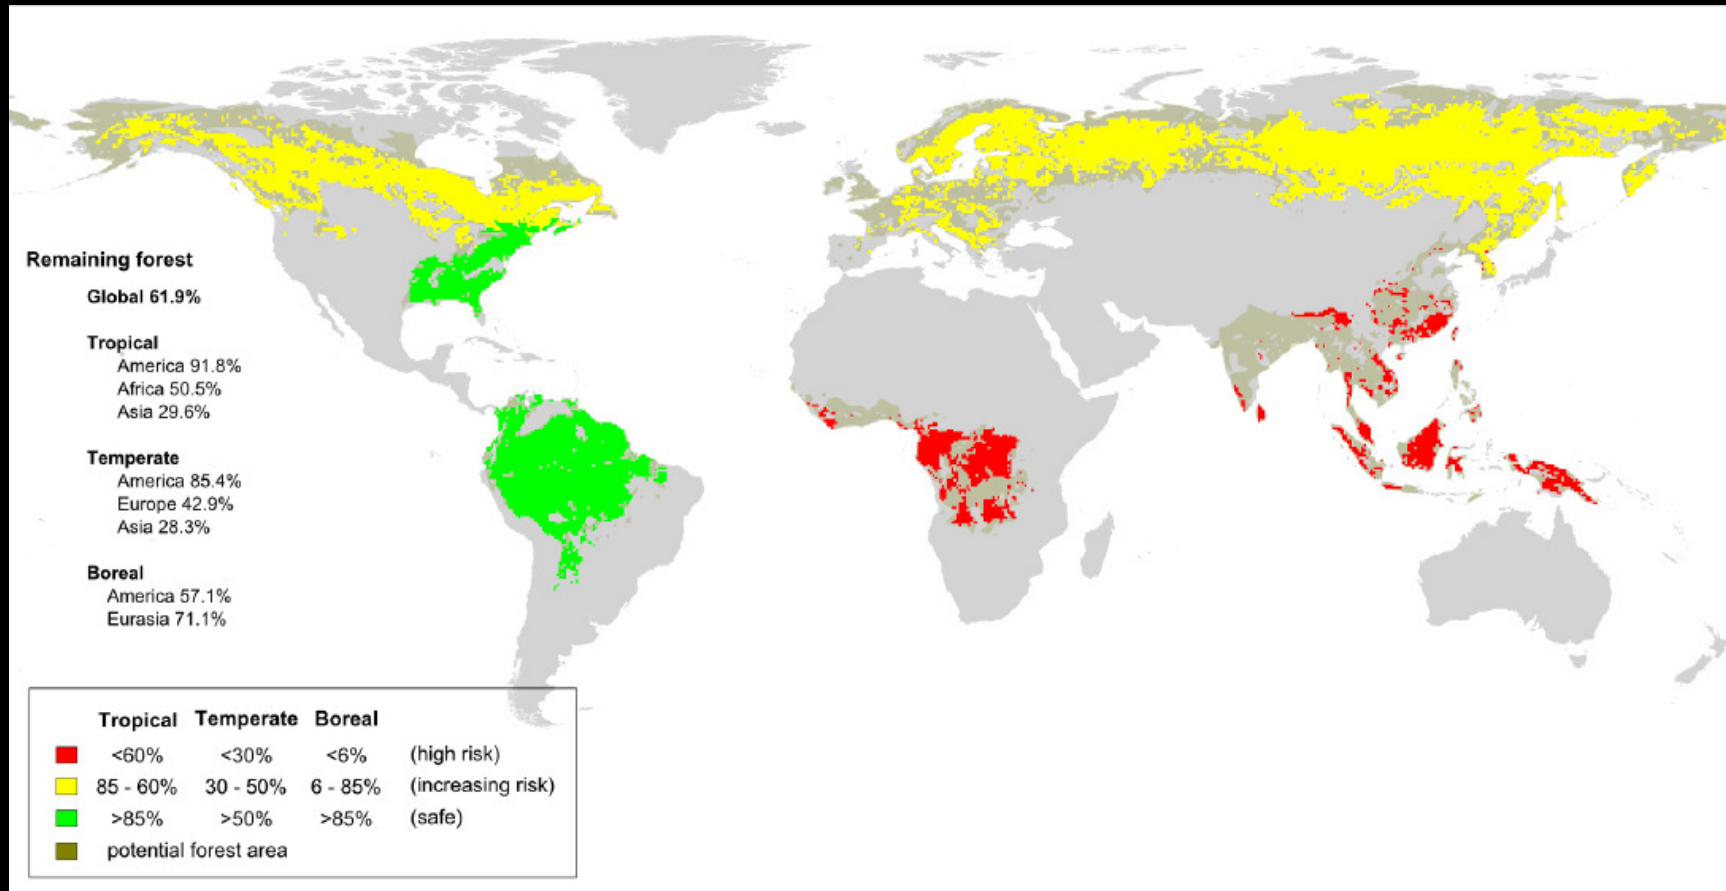 Remaining forest
Global 61.9%
Tropical
America 91.8%
Africa 50.5%
Asia 29.6%
Temperate
America 85.4%
Europe 42.9%
Asia 28.3%
Boreal
America 57.1%
Eurasia 71.1%
Tropical Temperate Boreal
<60% <30% <6% (high risk)
85 - 60% 30 - 50% 6 - 85% (increasing risk)
>85% >50% >85% (safe)
potential forest area